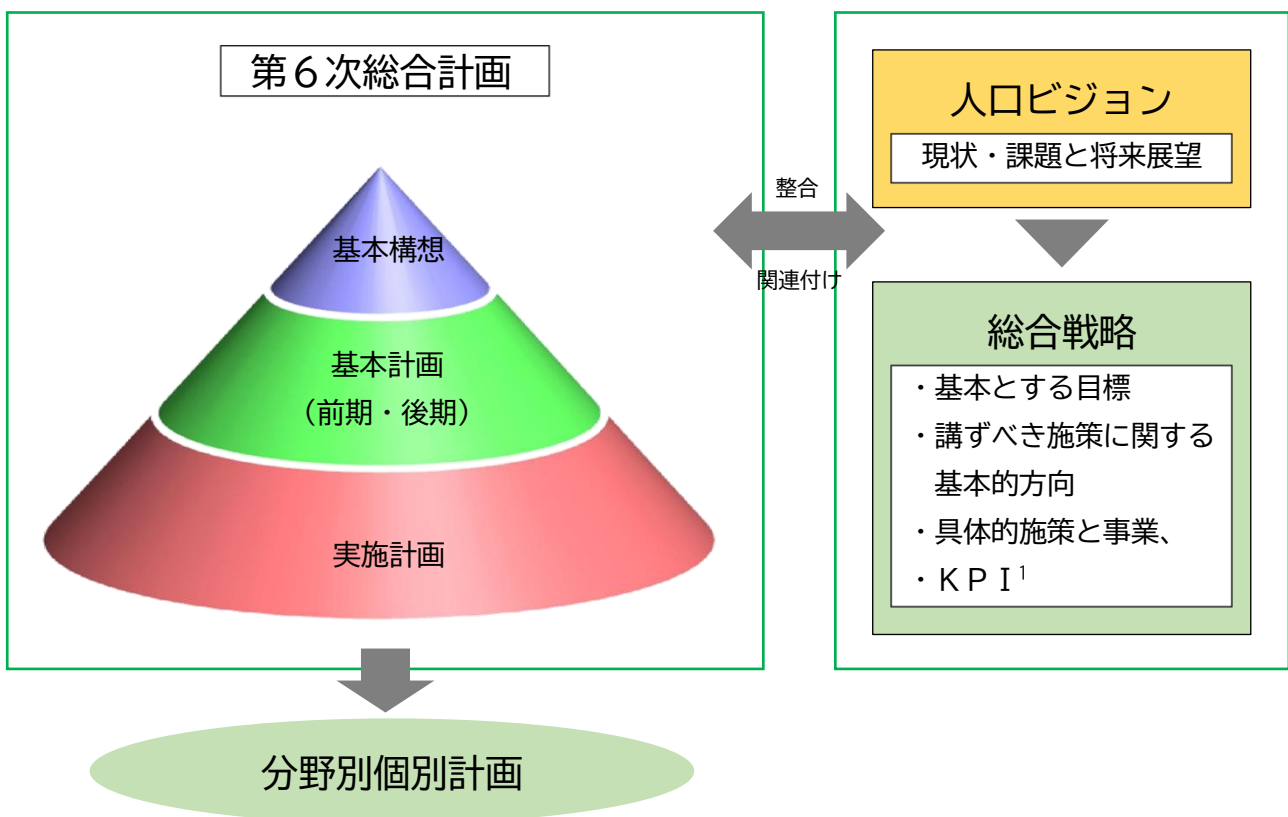 第６次総合計画
基本構想
基本計画
（前期・後期）
実施計画
分野別個別計画
整合
関連付け
人口ビジョン
現状・課題と将来展望
総合戦略
・基本とする目標
・講ずべき施策に関する
基本的方向
・具体的施策と事業、
・ＫＰＩ¹